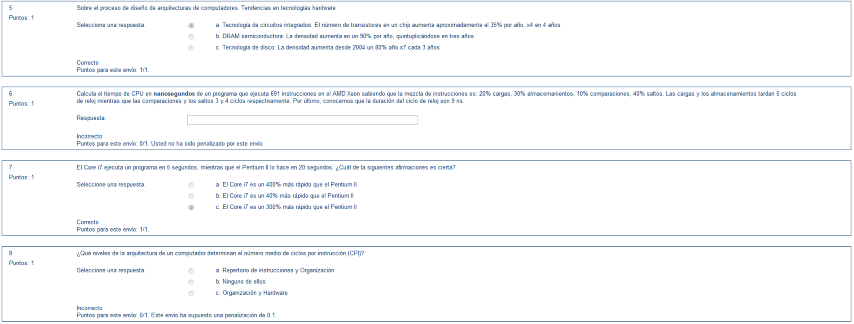 5
Sobre el proceso de diseño de arquitecturas de computadores. Tendencias en tecnologías hardware
Puntos: 1
Seleccione una respuesta.
a. Tecnología de circuitos integrados. El número de transistores en un chip aumenta aproximadamente el 35% por año, x4 en 4 años
b. DRAM semiconductora: La densidad aumenta en un 90% por año, quintuplicándose en tres años
c. Tecnología de disco: La densidad aumenta desde 2004 un 80% año x7 cada 3 años
Correcto
Puntos para este envío: 1/1.
6
Calcula el tiempo de CPU en nanosegundos de un programa que ejecuta 691 instrucciones en el AMD Xeon sabiendo que la mezcla de instrucciones es: 20% cargas, 30% almacenamientos, 10% comparaciones, 40% saltos. Las cargas y los almacenamientos tardan 5 ciclos
de reloj mientras que las comparaciones y los saltos 3 y 4 ciclos respectivamente. Por último, conocemos que la duración del ciclo de reloj son 9 ns.
Puntos: 1
Respuesta:
Incorrecto
Puntos para este envío: 0/1. Usted no ha sido penalizado por este envío
7
El Core i7 ejecuta un programa en 5 segundos, mientras que el Pentium II lo hace en 20 segundos. ¿Cuál de la siguientes afirmaciones es cierta?
Puntos: 1
Seleccione una respuesta.
a. El Core i7 es un 400% más rápido que el Pentium II
b. El Core i7 es un 40% más rápido que el Pentium II
c. El Core i7 es un 300% más rápido que el Pentium II
Correcto
Puntos para este envío: 1/1.
8
¿Qué niveles de la arquitectura de un computador determinan el número medio de ciclos por instrucción (CPI)?
Puntos: 1
Seleccione una respuesta.
a. Repertorio de instrucciones y Organización
b. Ninguno de ellos
c. Organización y Hardware
Incorrecto
Puntos para este envío: 0/1. Este envío ha supuesto una penalización de 0.1.